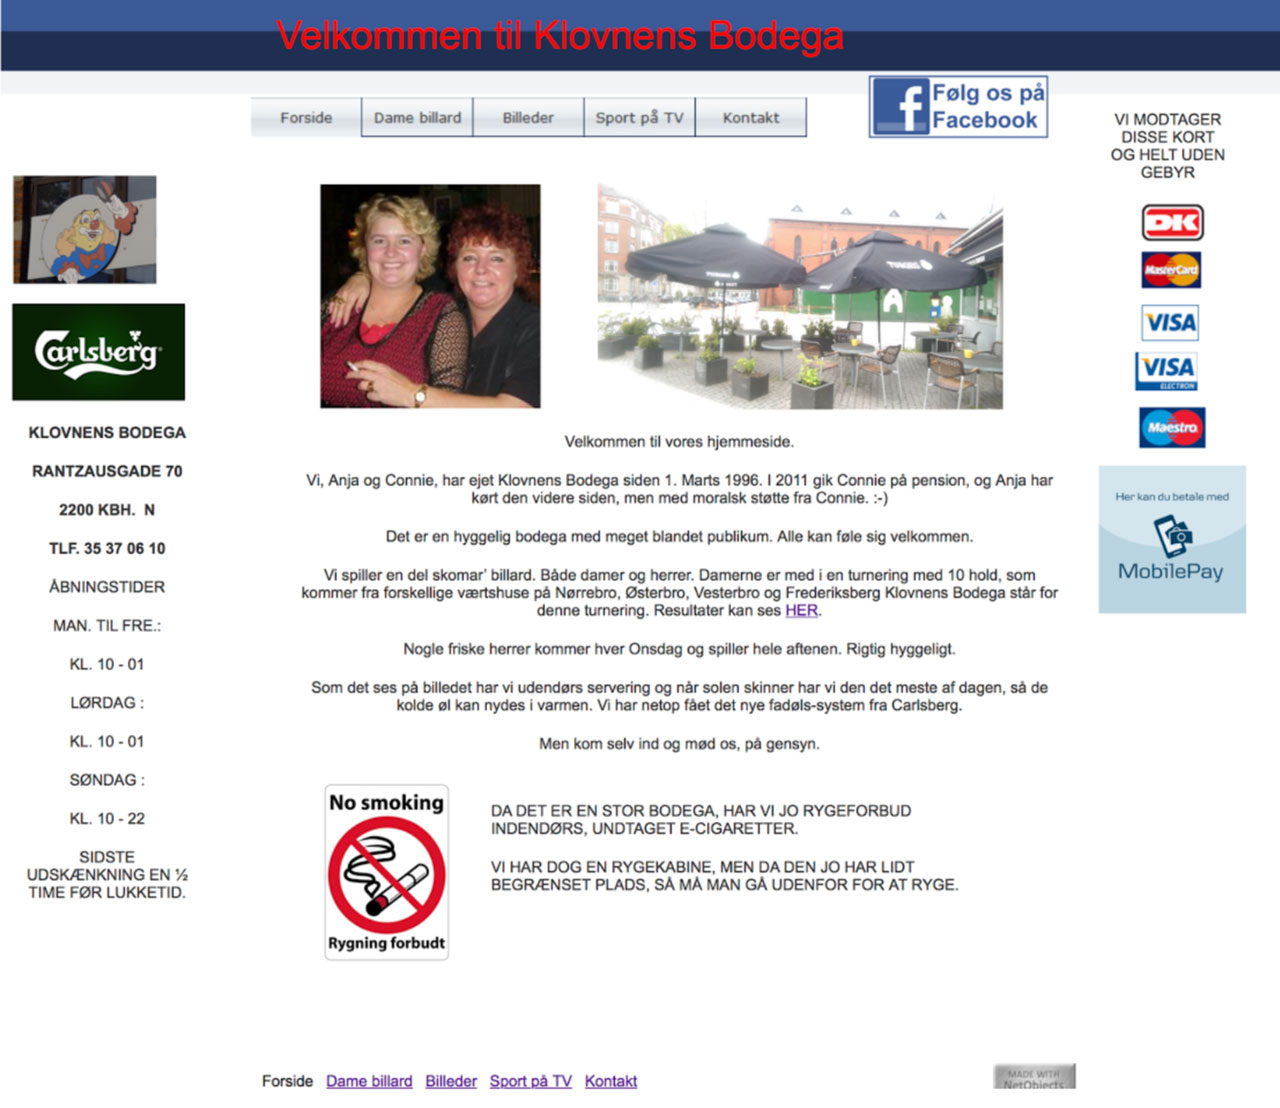 Velkommen til Klovnens Bodega
Forside
Dame billard
Billeder
Sport på TV
Kontakt
Følg os på
Facebook
Carlsberg
KLOVNENS BODEGA
RANTZAUSGADE 70
2200 KBH. N
TLF. 35 37 06 10
ÅBNINGSTIDER
MAN. TIL FRE.:
KL. 10 - 01
LØRDAG :
KL. 10 - 01
SØNDAG :
KL. 10 - 22
SIDSTE
UDSKÆNKNING EN ½
TIME FØR LUKKETID.
TUBORG
TUBORG
Velkommen til vores hjemmeside.
Vi, Anja og Connie, har ejet Klovnens Bodega siden 1. Marts 1996. I 2011 gik Connie på pension, og Anja har
kørt den videre siden, men med moralsk støtte fra Connie. :-)
Det er en hyggelig bodega med meget blandet publikum. Alle kan føle sig velkommen.
Vi spiller en del skomar’ billard. Både damer og herrer. Damerne er med i en turnering med 10 hold, som
kommer fra forskellige værtshuse på Nørrebro, Østerbro, Vesterbro og Frederiksberg Klovnens Bodega står for
denne turnering. Resultater kan ses HER.
Nogle friske herrer kommer hver Onsdag og spiller hele aftenen. Rigtig hyggeligt.
Som det ses på billedet har vi udendørs servering og når solen skinner har vi den det meste af dagen, så de
kolde øl kan nydes i varmen. Vi har netop fået det nye fadøls-system fra Carlsberg.
Men kom selv ind og mød os, på gensyn.
No smoking
Rygning forbudt
DA DET ER EN STOR BODEGA, HAR VI JO RYGEFORBUD
INDENDØRS, UNDTAGET E-CIGARETTER.
VI HAR DOG EN RYGEKABINE, MEN DA DEN JO HAR LIDT
BEGRÆNSET PLADS, SÅ MÅ MAN GÅ UDENFOR FOR AT RYGE.
VI MODTAGER
DISSE KORT
OG HELT UDEN
GEBYR
DK
MasterCard
VISA
VISA
ELECTRON
Maestro
Her kan du betale med
MobilePay
Forside Dame billard Billeder Sport på TV Kontakt
MADE WITH
NetObjects